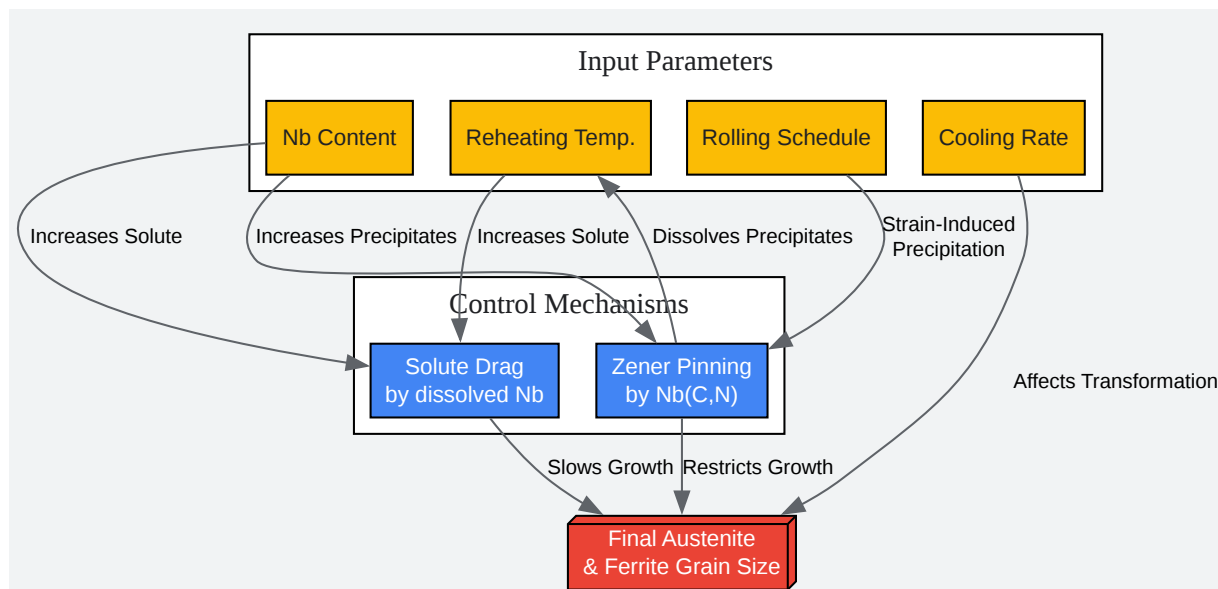 Input Parameters
Nb Content
Reheating Temp.
Rolling Schedule
Cooling Rate
Increases Solute
Increases Precipitates
Increases Solute
Dissolves Precipitates
Strain-Induced
Precipitation
Control Mechanisms
Solute Drag
by dissolved Nb
Zener Pinning
by Nb(C,N)
Affects Transformation
Slows Growth
Restricts Growth
Final Austenite
& Ferrite Grain Size